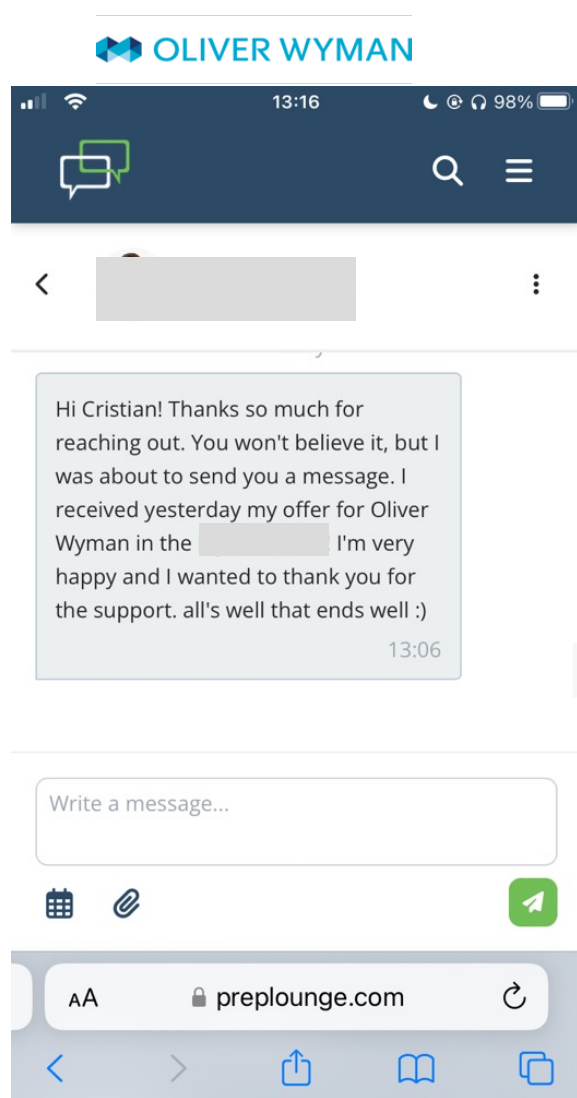 OLIVER WYMAN
13:16
98%
Hi Cristian! Thanks so much for
reaching out. You won't believe it, but I
was about to send you a message. I
received yesterday my offer for Oliver
Wyman in the I'm very
happy and I wanted to thank you for
the support. all's well that ends well :)
13:06
Write a message...
AA preplounge.com